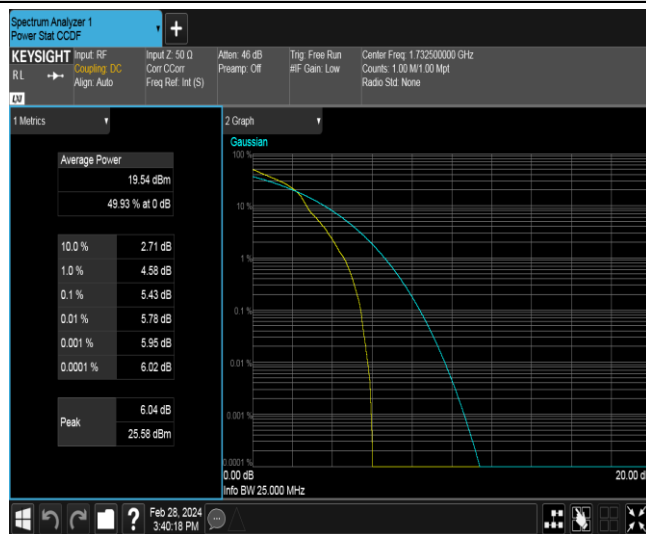 Spectrum Analyzer 1
Power Stat CCDF
+
KEYSIGHT
RL
LXI
Input: RF
Coupling: DC
Align: Auto
Input Z: 50 Ω
Corr CCorr
Freq Ref: Int (S)
Atten: 46 dB
Preamp: Off
Trig: Free Run
#IF Gain: Low
Center Freq: 1.732500000 GHz
Counts: 1.00 M/1.00 Mpt
Radio Std: None
1 Metrics
Average Power
19.54 dBm
49.93 % at 0 dB
10.0 % 2.71 dB
1.0 % 4.58 dB
0.1 % 5.43 dB
0.01 % 5.78 dB
0.001 % 5.95 dB
0.0001 % 6.02 dB
Peak
6.04 dB
25.58 dBm
2 Graph
Gaussian
100 %
10 %
1 %
0.1 %
0.01 %
0.001 %
0.0001 %
0.00 dB
20.00 d
Info BW 25.000 MHz
?
Feb 28, 2024
3:40:18 PM